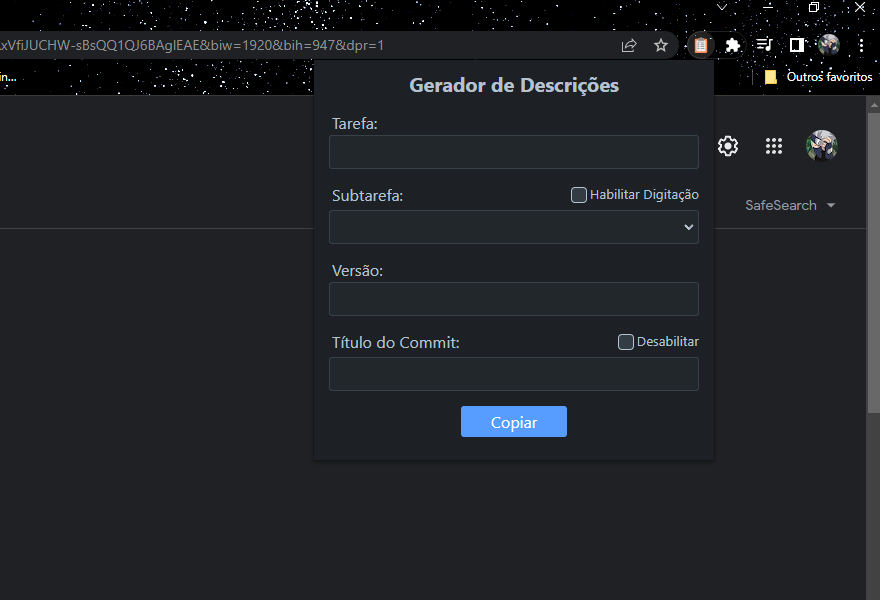 xVfiJUCHW-sBsQQ1QJ6BAgIEAE&biw=1920&bih=947&dpr=1
in...
Outros favoritos
Gerador de Descrições
Tarefa:
Subtarefa:
Habilitar Digitação
SafeSearch
Versão:
Título do Commit:
Desabilitar
Copiar